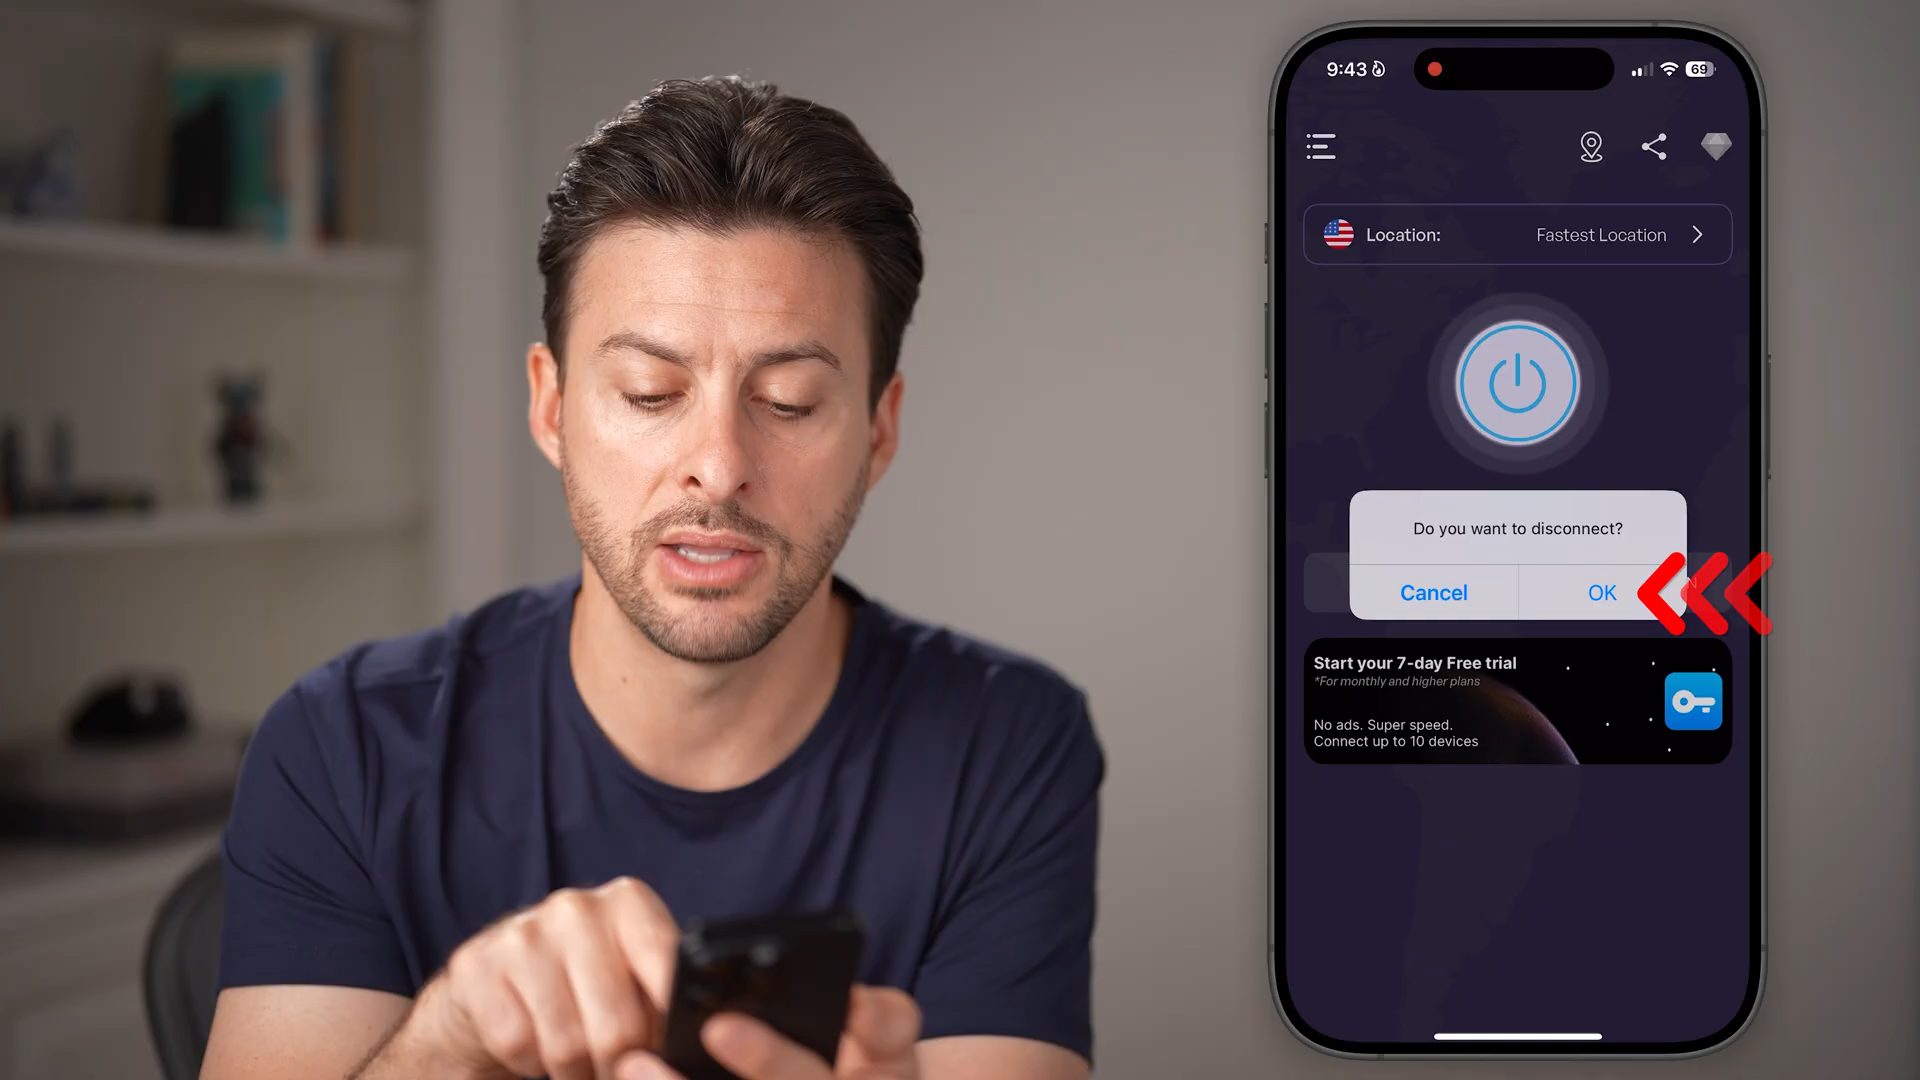 9:43
69
Location:
Fastest Location
Do you want to disconnect?
Cancel
OK
Start your 7-day Free trial
*For monthly and higher plans
No ads. Super speed.
Connect up to 10 devices